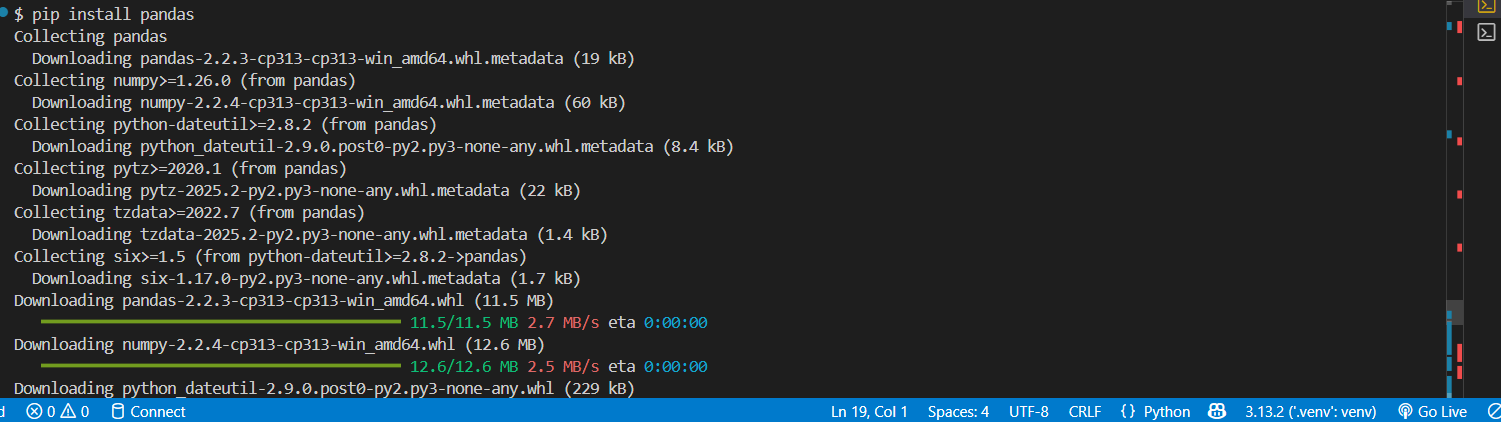 $ pip install pandas
Collecting pandas
  Downloading pandas-2.2.3-cp313-cp313-win_amd64.whl.metadata (19 kB)
Collecting numpy>=1.26.0 (from pandas)
  Downloading numpy-2.2.4-cp313-cp313-win_amd64.whl.metadata (60 kB)
Collecting python-dateutil>=2.8.2 (from pandas)
  Downloading python_dateutil-2.9.0.post0-py2.py3-none-any.whl.metadata (8.4 kB)
Collecting pytz>=2020.1 (from pandas)
  Downloading pytz-2025.2-py2.py3-none-any.whl.metadata (22 kB)
Collecting tzdata>=2022.7 (from pandas)
  Downloading tzdata-2025.2-py2.py3-none-any.whl.metadata (1.4 kB)
Collecting six>=1.5 (from python-dateutil>=2.8.2->pandas)
  Downloading six-1.17.0-py2.py3-none-any.whl.metadata (1.7 kB)
Downloading pandas-2.2.3-cp313-cp313-win_amd64.whl (11.5 MB)
11.5/11.5 MB 2.7 MB/s eta 0:00:00
Downloading numpy-2.2.4-cp313-cp313-win_amd64.whl (12.6 MB)
12.6/12.6 MB 2.5 MB/s eta 0:00:00
Downloading python_dateutil-2.9.0.post0-py2.py3-none-any.whl (229 kB)
0 0 Connect Ln 19, Col 1 Spaces: 4 UTF-8 CRLF {} Python 3.13.2 ('.venv': venv) Go Live